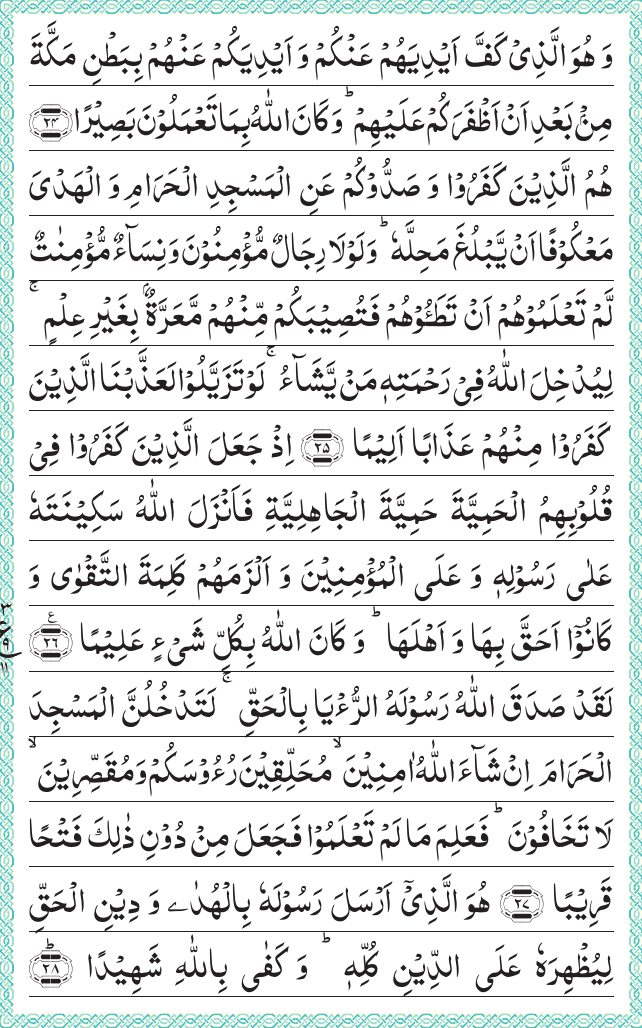 وَ هُوَ الَّذِیْ كَفَّ اَیْدِیَهُمْ عَنْكُمْ وَ اَیْدِیَكُمْ عَنْهُمْ بِبَطْنِ مَكَّةَ
مِنْۢ بَعْدِ اَنْ اَظْفَرَكُمْ عَلَیْهِمْ ؕ وَ كَانَ اللّٰهُ بِمَا تَعْمَلُوْنَ بَصِیْرًا ﴿۲۴﴾
هُمُ الَّذِیْنَ كَفَرُوْا وَ صَدُّوْكُمْ عَنِ الْمَسْجِدِ الْحَرَامِ وَ الْهَدْیَ
مَعْكُوْفًا اَنْ یَّبْلُغَ مَحِلَّهٗ ؕ وَ لَوْ لَا رِجَالٌ مُّؤْمِنُوْنَ وَ نِسَآءٌ مُّؤْمِنٰتٌ
لَّمْ تَعْلَمُوْهُمْ اَنْ تَطَـُٔوْهُمْ فَتُصِیْبَكُمْ مِّنْهُمْ مَّعَرَّةٌۢ بِغَیْرِ عِلْمٍ ۚ
لِیُدْخِلَ اللّٰهُ فِیْ رَحْمَتِهٖ مَنْ یَّشَآءُ ۚ لَوْ تَزَیَّلُوْا لَعَذَّبْنَا الَّذِیْنَ
كَفَرُوْا مِنْهُمْ عَذَابًا اَلِیْمًا ﴿۲۵﴾ اِذْ جَعَلَ الَّذِیْنَ كَفَرُوْا فِیْ
قُلُوْبِهِمُ الْحَمِیَّةَ حَمِیَّةَ الْجَاهِلِیَّةِ فَاَنْزَلَ اللّٰهُ سَكِیْنَتَهٗ
عَلٰی رَسُوْلِهٖ وَ عَلَی الْمُؤْمِنِیْنَ وَ اَلْزَمَهُمْ كَلِمَةَ التَّقْوٰی وَ
كَانُوْۤا اَحَقَّ بِهَا وَ اَهْلَهَا ؕ وَ كَانَ اللّٰهُ بِكُلِّ شَیْءٍ عَلِیْمًا ﴿۲۶﴾ ع
لَقَدْ صَدَقَ اللّٰهُ رَسُوْلَهُ الرُّءْیَا بِالْحَقِّ ۚ لَتَدْخُلُنَّ الْمَسْجِدَ
الْحَرَامَ اِنْ شَآءَ اللّٰهُ اٰمِنِیْنَ ۙ مُحَلِّقِیْنَ رُءُوْسَكُمْ وَ مُقَصِّرِیْنَ ۙ
لَا تَخَافُوْنَ ؕ فَعَلِمَ مَا لَمْ تَعْلَمُوْا فَجَعَلَ مِنْ دُوْنِ ذٰلِكَ فَتْحًا
قَرِیْبًا ﴿۲۷﴾ هُوَ الَّذِیْۤ اَرْسَلَ رَسُوْلَهٗ بِالْهُدٰی وَ دِیْنِ الْحَقِّ
لِیُظْهِرَهٗ عَلَی الدِّیْنِ كُلِّهٖ ؕ وَ كَفٰی بِاللّٰهِ شَهِیْدًا ﴿۲۸﴾ ؕ